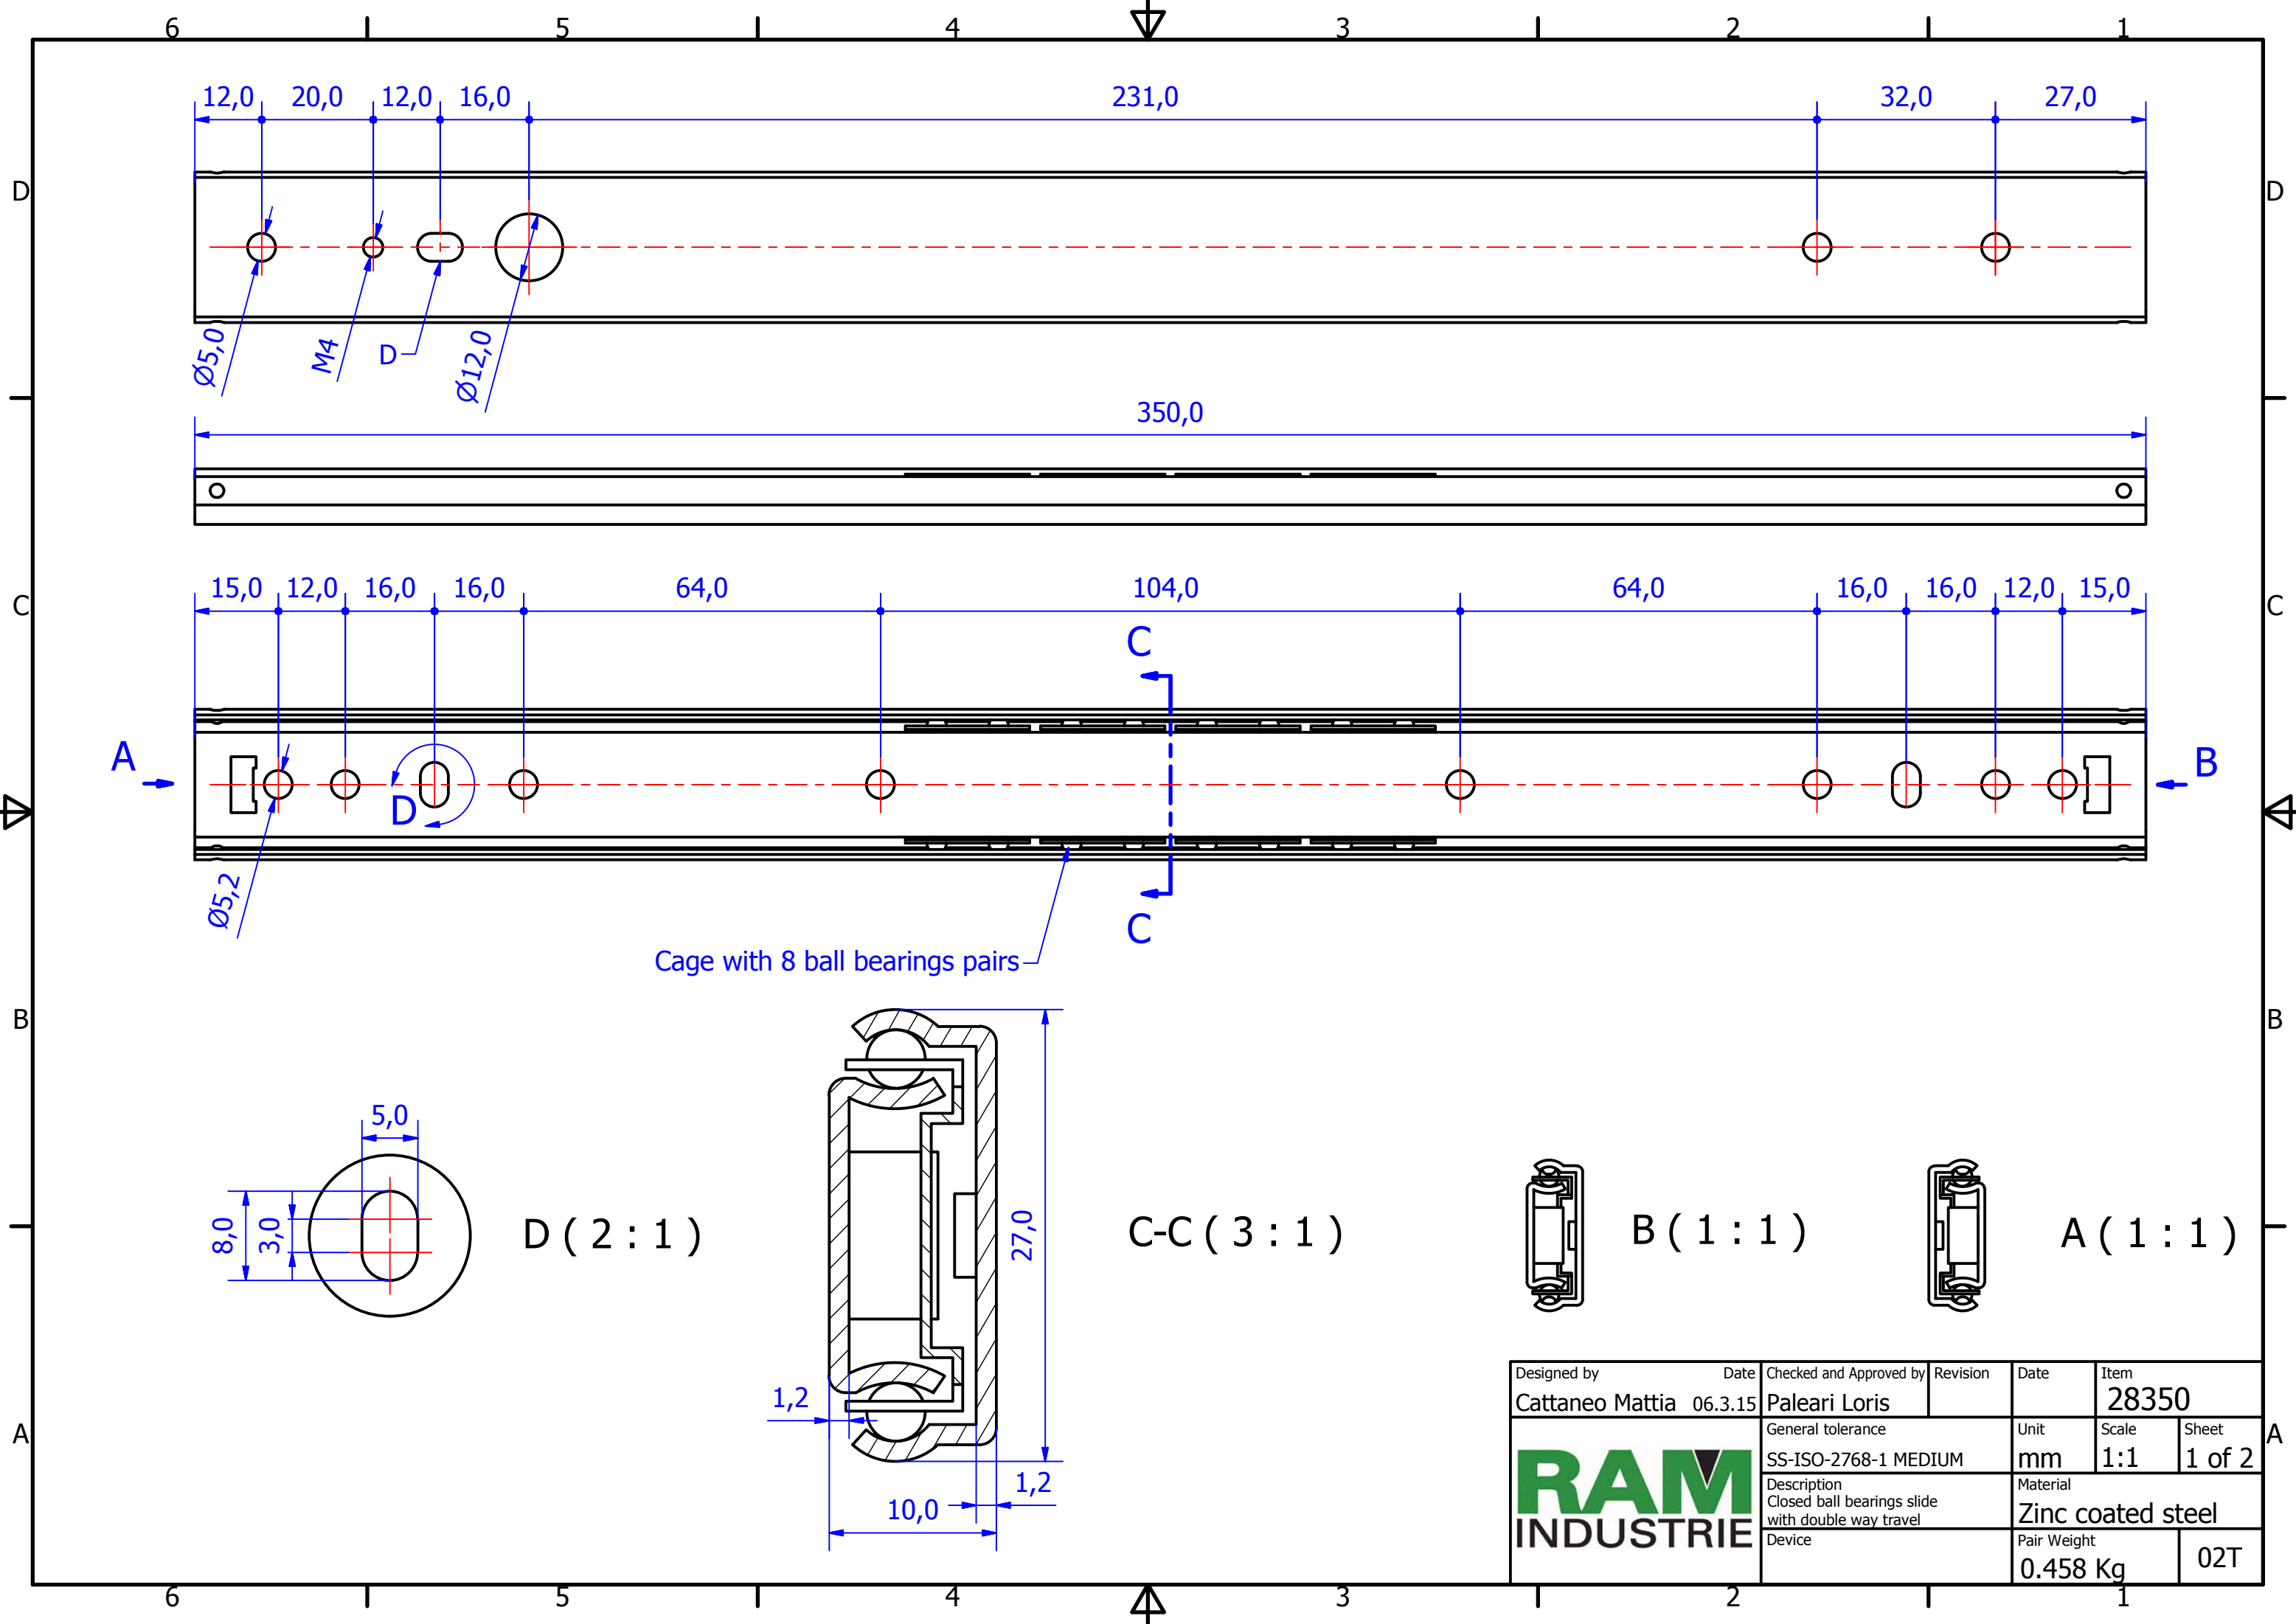 6 5 4 3 2 1
12,0 20,0 12,0 16,0 231,0 32,0 27,0
D D
Ø5,0 M4 D Ø12,0
350,0
15,0 12,0 16,0 16,0 64,0 104,0 64,0 16,0 16,0 12,0 15,0
C C
C
A B
D
Ø5,2
C
Cage with 8 ball bearings pairs
B B
5,0
8,0 3,0
D ( 2 : 1 )
27,0
C-C ( 3 : 1 )
B ( 1 : 1 )
A ( 1 : 1 )
1,2
1,2
10,0
A A
Designed by Date Checked and Approved by Revision Date Item
Cattaneo Mattia 06.3.15 Paleari Loris 28350
General tolerance Unit Scale Sheet
SS-ISO-2768-1 MEDIUM mm 1:1 1 of 2
RAM
INDUSTRIE
Description Material
Closed ball bearings slide
with double way travel
Zinc coated steel
Device Pair Weight
0.458 Kg 02T
6 5 4 3 2 1